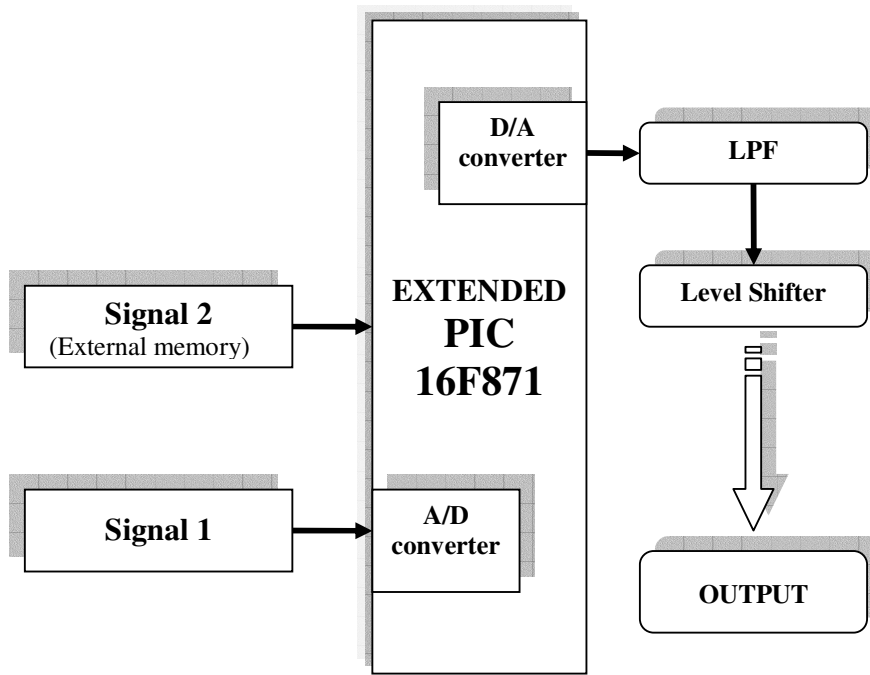 D/A
converter
LPF
Level Shifter
EXTENDED
PIC
16F871
Signal 2
(External memory)
Signal 1
A/D
converter
OUTPUT